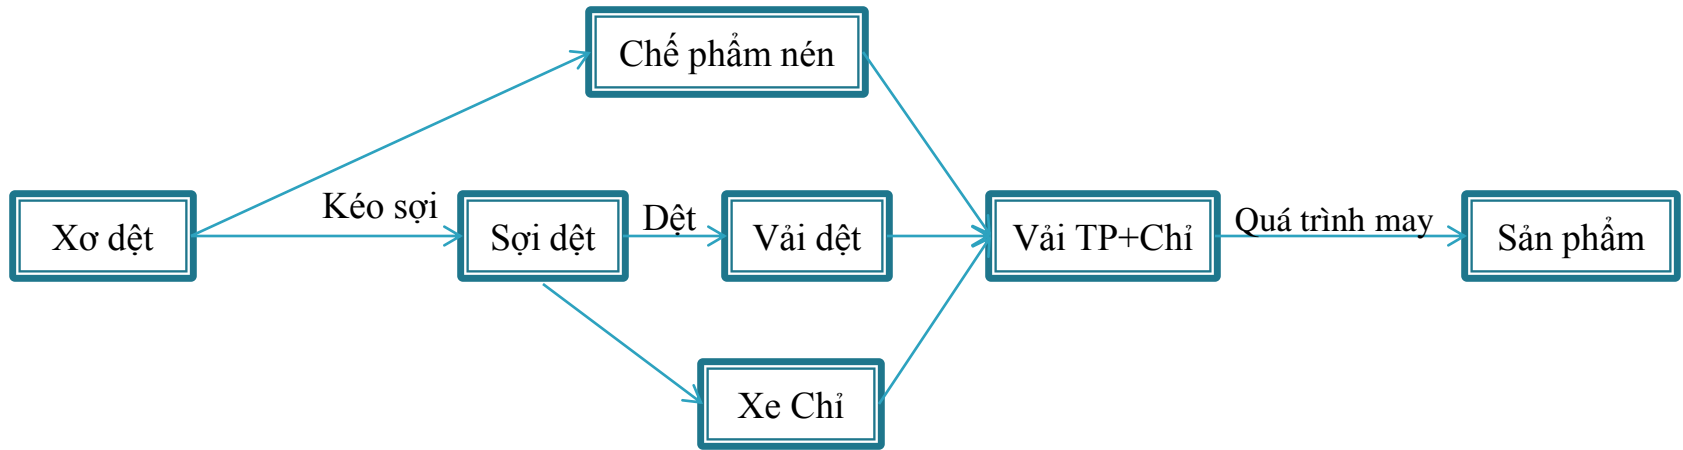 Chế phẩm nén
Xơ dệt
Kéo sợi
Sợi dệt
Dệt
Vải dệt
Vải TP+Chỉ
Quá trình may
Sản phẩm
Xe Chỉ